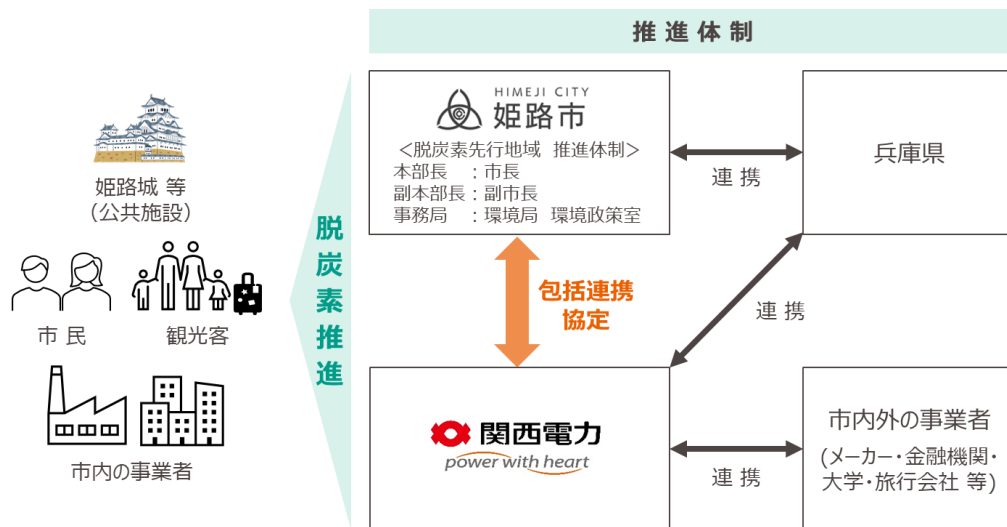 推進体制
HIMEJI CITY
姫路市
＜脱炭素先行地域 推進体制＞
本部長 ：市長
副本部長：副市長
事務局 ：環境局 環境政策室
連 携
兵庫県
姫路城 等
（公共施設）
市 民
観光客
市内の事業者
脱炭素推進
包括連携
協定
連 携
関西電力
power with heart
連 携
市内外の事業者
(メーカー・金融機関・
大学・旅行会社 等)